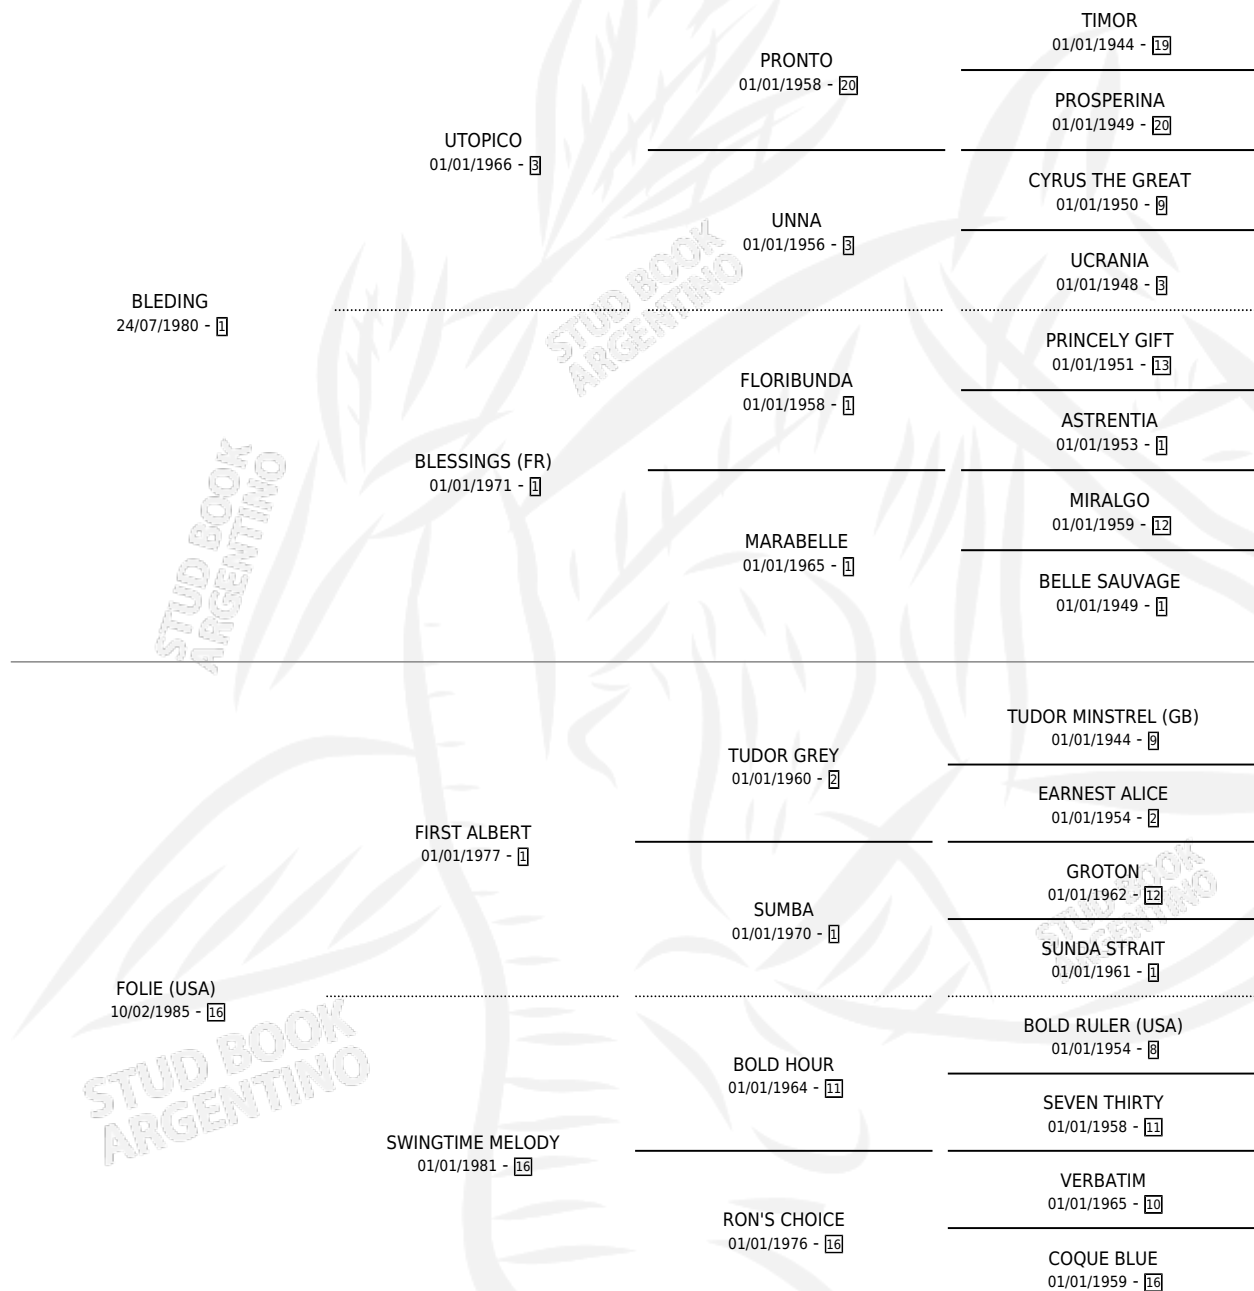 TIMOR
01/01/1944 - 19
PRONTO
01/01/1958 - 20
PROSPERINA
01/01/1949 - 20
UTOPICO
01/01/1966 - 3
CYRUS THE GREAT
01/01/1950 - 9
UNNA
01/01/1956 - 3
UCRANIA
01/01/1948 - 3
BLEDING
24/07/1980 - 1
PRINCELY GIFT
01/01/1951 - 13
FLORIBUNDA
01/01/1958 - 1
ASTRENTIA
01/01/1953 - 1
BLESSINGS (FR)
01/01/1971 - 1
MIRALGO
01/01/1959 - 12
MARABELLE
01/01/1965 - 1
BELLE SAUVAGE
01/01/1949 - 1
TUDOR MINSTREL (GB)
01/01/1944 - 9
TUDOR GREY
01/01/1960 - 2
EARNEST ALICE
01/01/1954 - 2
FIRST ALBERT
01/01/1977 - 1
GROTON
01/01/1962 - 12
SUMBA
01/01/1970 - 1
SUNDA STRAIT
01/01/1961 - 1
FOLIE (USA)
10/02/1985 - 16
BOLD RULER (USA)
01/01/1954 - 8
BOLD HOUR
01/01/1964 - 11
SEVEN THIRTY
01/01/1958 - 11
SWINGTIME MELODY
01/01/1981 - 16
VERBATIM
01/01/1965 - 10
RON'S CHOICE
01/01/1976 - 16
COQUE BLUE
01/01/1959 - 16
STUD BOOK
ARGENTINO
STUD BOOK
ARGENTINO
STUD BOOK
ARGENTINO
STUD BOOK
ARGENTINO